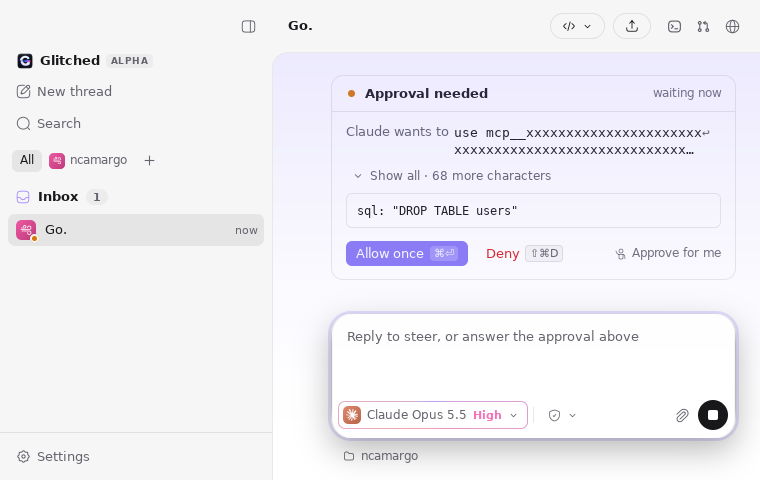 Go.
Glitched ALPHA
New thread
Search
All ncamargo
Inbox 1
Go. now
Settings
Approval needed waiting now
Claude wants to use mcp__xxxxxxxxxxxxxxxxxxxxxx↩
xxxxxxxxxxxxxxxxxxxxxxxxxxxxx…
Show all · 68 more characters
sql: "DROP TABLE users"
Allow once ⌘⏎ Deny ⇧⌘D Approve for me
Reply to steer, or answer the approval above
Claude Opus 5.5 High
ncamargo